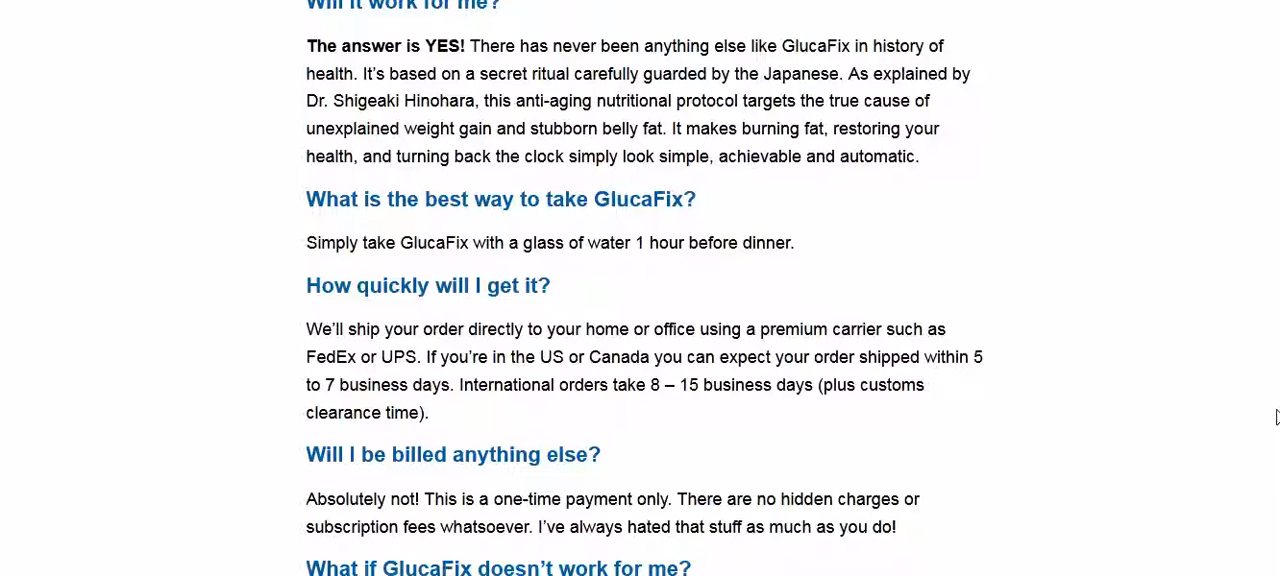 Will it work for me?
The answer is YES! There has never been anything else like GlucaFix in history of
health. It's based on a secret ritual carefully guarded by the Japanese. As explained by
Dr. Shigeaki Hinohara, this anti-aging nutritional protocol targets the true cause of
unexplained weight gain and stubborn belly fat. It makes burning fat, restoring your
health, and turning back the clock simply look simple, achievable and automatic.
What is the best way to take GlucaFix?
Simply take GlucaFix with a glass of water 1 hour before dinner.
How quickly will I get it?
We'll ship your order directly to your home or office using a premium carrier such as
FedEx or UPS. If you're in the US or Canada you can expect your order shipped within 5
to 7 business days. International orders take 8 – 15 business days (plus customs
clearance time).
Will I be billed anything else?
Absolutely not! This is a one-time payment only. There are no hidden charges or
subscription fees whatsoever. I've always hated that stuff as much as you do!
What if GlucaFix doesn't work for me?